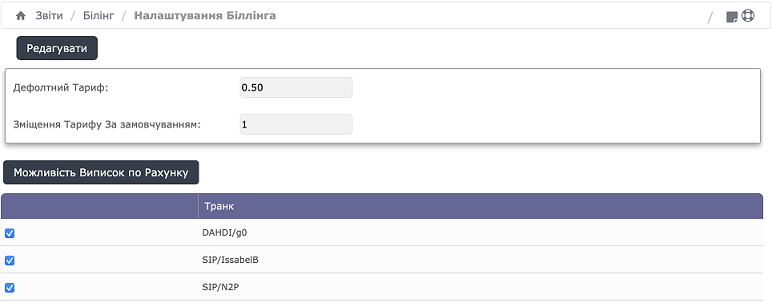 Звіти / Білінг / Налаштування Біллінга /
Редагувати
Дефолтний Тариф: 0.50
Зміщення Тарифу За замовчуванням: 1
Можливість Виписок по Рахунку
Транк
DAHDI/g0
SIP/IssabelB
SIP/N2P